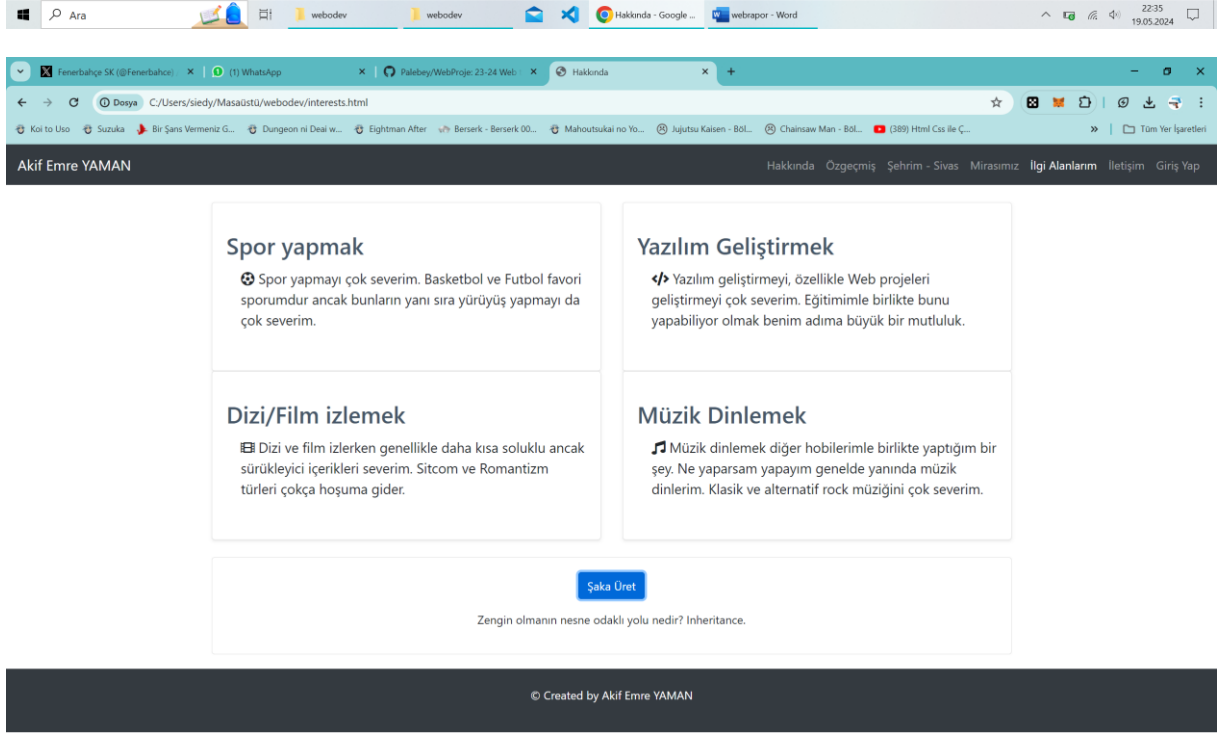 Ara
webodev
webodev
Hakkında - Google ...
webrapor - Word
22:35
19.05.2024
Fenerbahçe SK (@Fenerbahce)
(1) WhatsApp
Palebey/WebProje: 23-24 Web
Hakkında
Dosya C:/Users/siedy/Masaüstü/webodev/interests.html
Koi to Uso
Suzuka
Bir Şans Vermeniz G...
Dungeon ni Deai w...
Eightman After
Berserk - Berserk 00...
Mahoutsukai no Yo...
Jujutsu Kaisen - Böl...
Chainsaw Man - Böl...
(389) Html Css ile Ç...
»
Tüm Yer İşaretleri
Akif Emre YAMAN
Hakkında Özgeçmiş Şehrim - Sivas Mirasımız İlgi Alanlarım İletişim Giriş Yap
Spor yapmak
Spor yapmayı çok severim. Basketbol ve Futbol favori
sporumdur ancak bunların yanı sıra yürüyüş yapmayı da
çok severim.
Yazılım Geliştirmek
Yazılım geliştirmeyi, özellikle Web projeleri
geliştirmeyi çok severim. Eğitimimle birlikte bunu
yapabiliyor olmak benim adıma büyük bir mutluluk.
Dizi/Film izlemek
Dizi ve film izlerken genellikle daha kısa soluklu ancak
sürükleyici içerikleri severim. Sitcom ve Romantizm
türleri çokça hoşuma gider.
Müzik Dinlemek
Müzik dinlemek diğer hobilerimle birlikte yaptığım bir
şey. Ne yaparsam yapayım genelde yanında müzik
dinlerim. Klasik ve alternatif rock müziğini çok severim.
Şaka Üret
Zengin olmanın nesne odaklı yolu nedir? Inheritance.
© Created by Akif Emre YAMAN